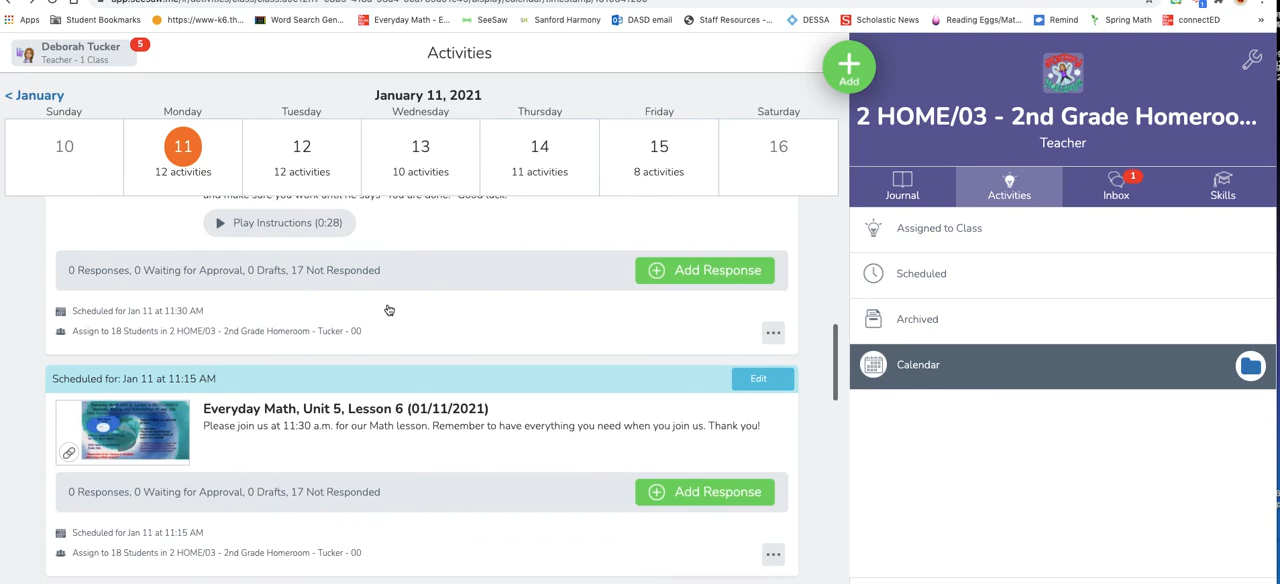 Apps
Student Bookmarks
https://www-k6.th...
Word Search Gen...
Everyday Math – E...
SeeSaw
Sanford Harmony
DASD email
Staff Resources -...
DESSA
Scholastic News
Reading Eggs/Mat...
Remind
Spring Math
connectED
»
Deborah Tucker
5
Teacher - 1 Class
Activities
Add
< January
January 11, 2021
Sunday Monday Tuesday Wednesday Thursday Friday Saturday
10 11 12 13 14 15 16
12 activities 12 activities 10 activities 11 activities 8 activities
Play Instructions (0:28)
0 Responses, 0 Waiting for Approval, 0 Drafts, 17 Not Responded
Add Response
Scheduled for Jan 11 at 11:30 AM
Assign to 18 Students in 2 HOME/03 - 2nd Grade Homeroom - Tucker - 00
Scheduled for: Jan 11 at 11:15 AM
Edit
Everyday Math, Unit 5, Lesson 6 (01/11/2021)
Please join us at 11:30 a.m. for our Math lesson. Remember to have everything you need when you join us. Thank you!
0 Responses, 0 Waiting for Approval, 0 Drafts, 17 Not Responded
Add Response
Scheduled for Jan 11 at 11:15 AM
Assign to 18 Students in 2 HOME/03 - 2nd Grade Homeroom - Tucker - 00
2 HOME/03 - 2nd Grade Homeroo...
Teacher
Journal
Activities
1
Inbox
Skills
Assigned to Class
Scheduled
Archived
Calendar